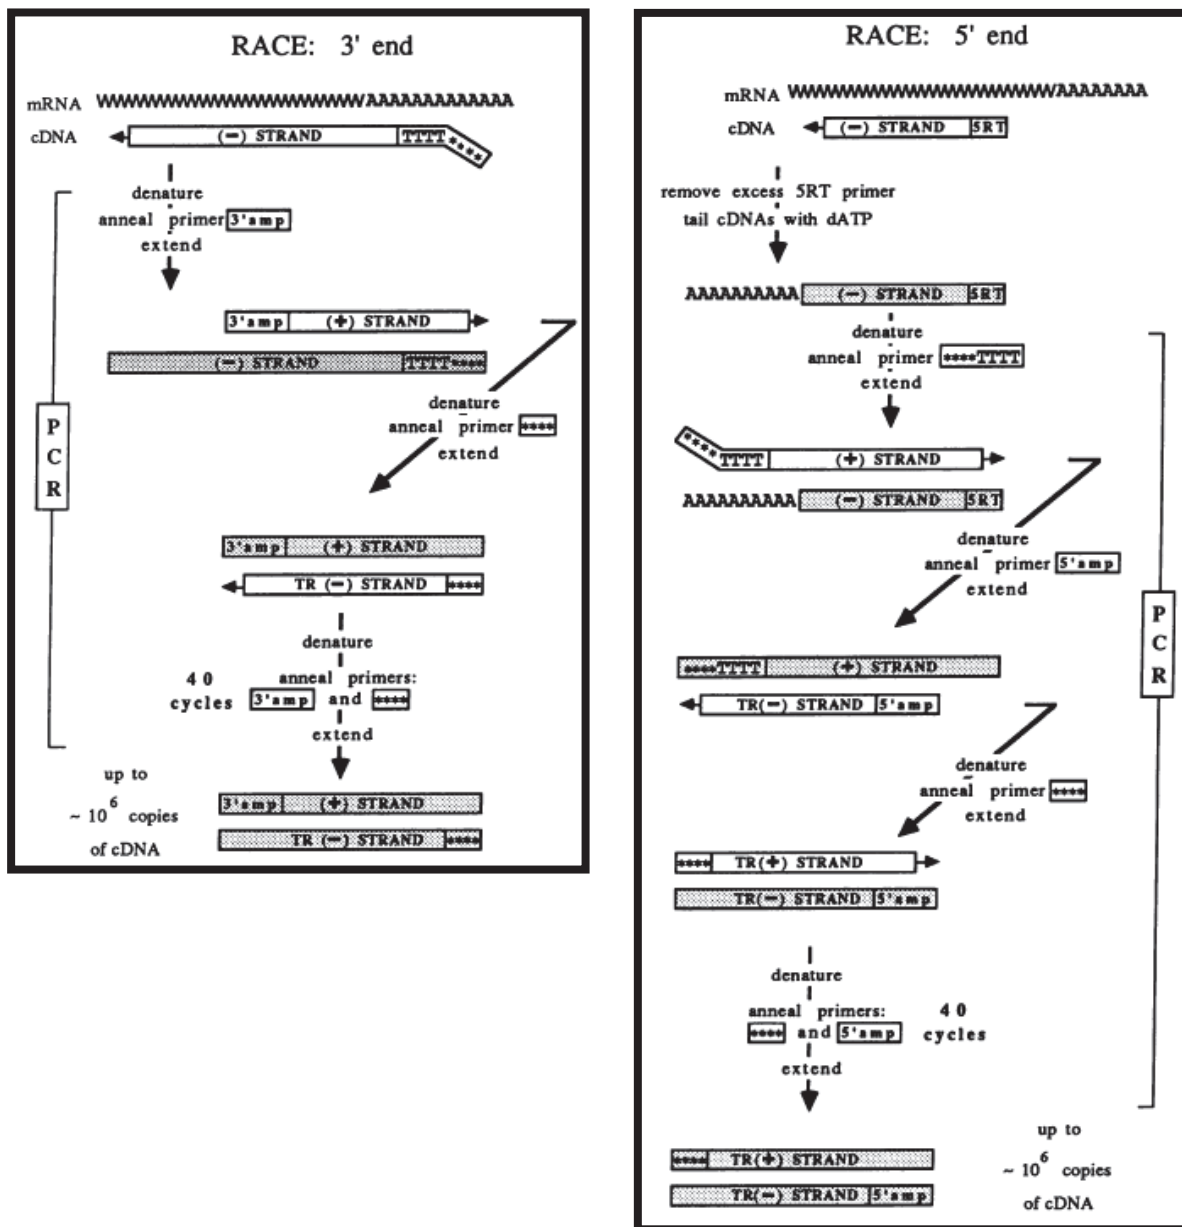 RACE: 3' end
mRNA WWWWWWWWWWWWWWWWWWWWWWWAAAAAAAAAAAAA
cDNA (−) STRAND TTTT ****
denature
anneal primer 3'amp
extend
3'amp (+) STRAND
(−) STRAND TTTT****
denature
anneal primer ****
extend
P
C
R
3'amp (+) STRAND
TR (−) STRAND ****
denature
40 anneal primers:
cycles 3'amp and ****
extend
up to
~ 10^6 copies
of cDNA
3'amp (+) STRAND
TR (−) STRAND ****
RACE: 5' end
mRNA WWWWWWWWWWWWWWWWWWWWWWWAAAAAAAA
cDNA (−) STRAND 5RT
remove excess 5RT primer
tail cDNAs with dATP
AAAAAAAAAA (−) STRAND 5RT
denature
anneal primer ****TTTT
extend
**** TTTT (+) STRAND
AAAAAAAAAA (−) STRAND 5RT
denature
anneal primer 5'amp
extend
P
C
R
****TTTT (+) STRAND
TR(−) STRAND 5'amp
denature
anneal primer ****
extend
**** TR(+) STRAND
TR(−) STRAND 5'amp
denature
anneal primers: 40
**** and 5'amp cycles
extend
up to
~ 10^6 copies
of cDNA
**** TR(+) STRAND
TR(−) STRAND 5'amp